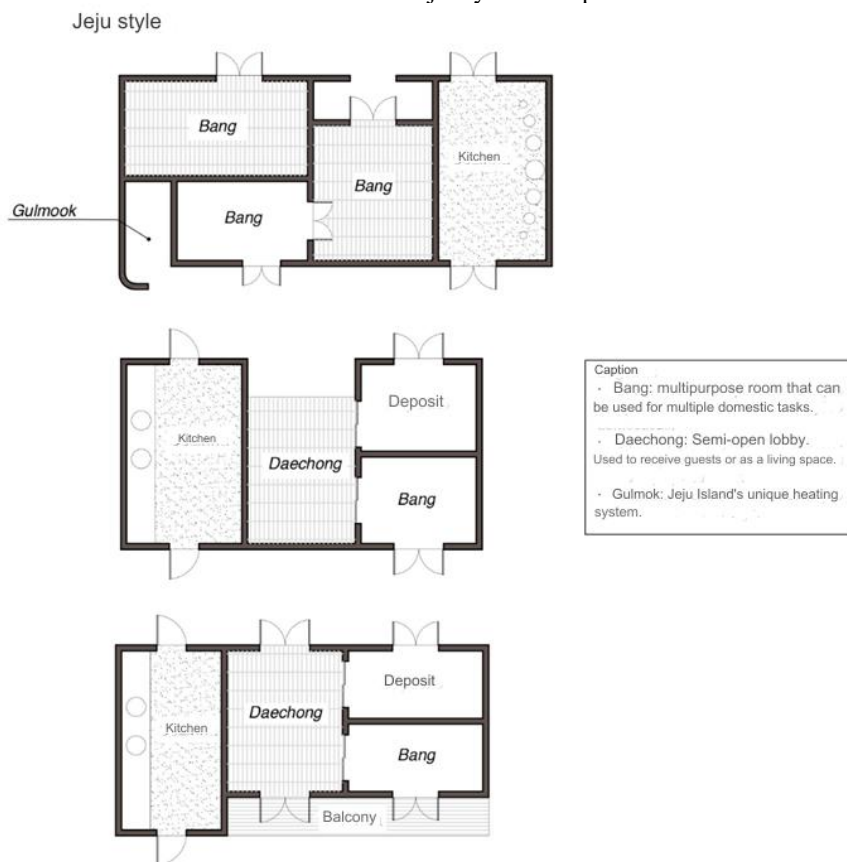 Jeju style
Bang
Kitchen
Bang
Bang
Gulmook
Kitchen
Daechong
Deposit
Bang
Caption
· Bang: multipurpose room that can
be used for multiple domestic tasks.
· Daechong: Semi-open lobby.
Used to receive guests or as a living space.
· Gulmok: Jeju Island's unique heating
system.
Kitchen
Daechong
Deposit
Bang
Balcony